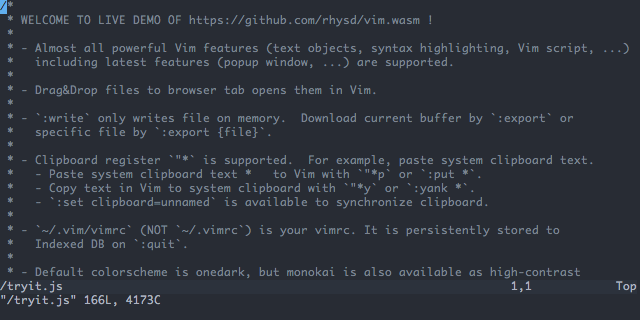 /*
 * WELCOME TO LIVE DEMO OF https://github.com/rhysd/vim.wasm !
 *
 * - Almost all powerful Vim features (text objects, syntax highlighting, Vim script, ...)
 *   including latest features (popup window, ...) are supported.
 *
 * - Drag&Drop files to browser tab opens them in Vim.
 *
 * - `:write` only writes file on memory.  Download current buffer by `:export` or
 *   specific file by `:export {file}`.
 *
 * - Clipboard register `"*` is supported.  For example, paste system clipboard text.
 *   - Paste system clipboard text *   to Vim with `"*p` or `:put *`.
 *   - Copy text in Vim to system clipboard with `"*y` or `:yank *`.
 *   - `:set clipboard=unnamed` is available to synchronize clipboard.
 *
 * - `~/.vim/vimrc` (NOT `~/.vimrc`) is your vimrc. It is persistently stored to
 *   Indexed DB on `:quit`.
 *
 * - Default colorscheme is onedark, but monokai is also available as high-contrast
/tryit.js 1,1 Top
"/tryit.js" 166L, 4173C